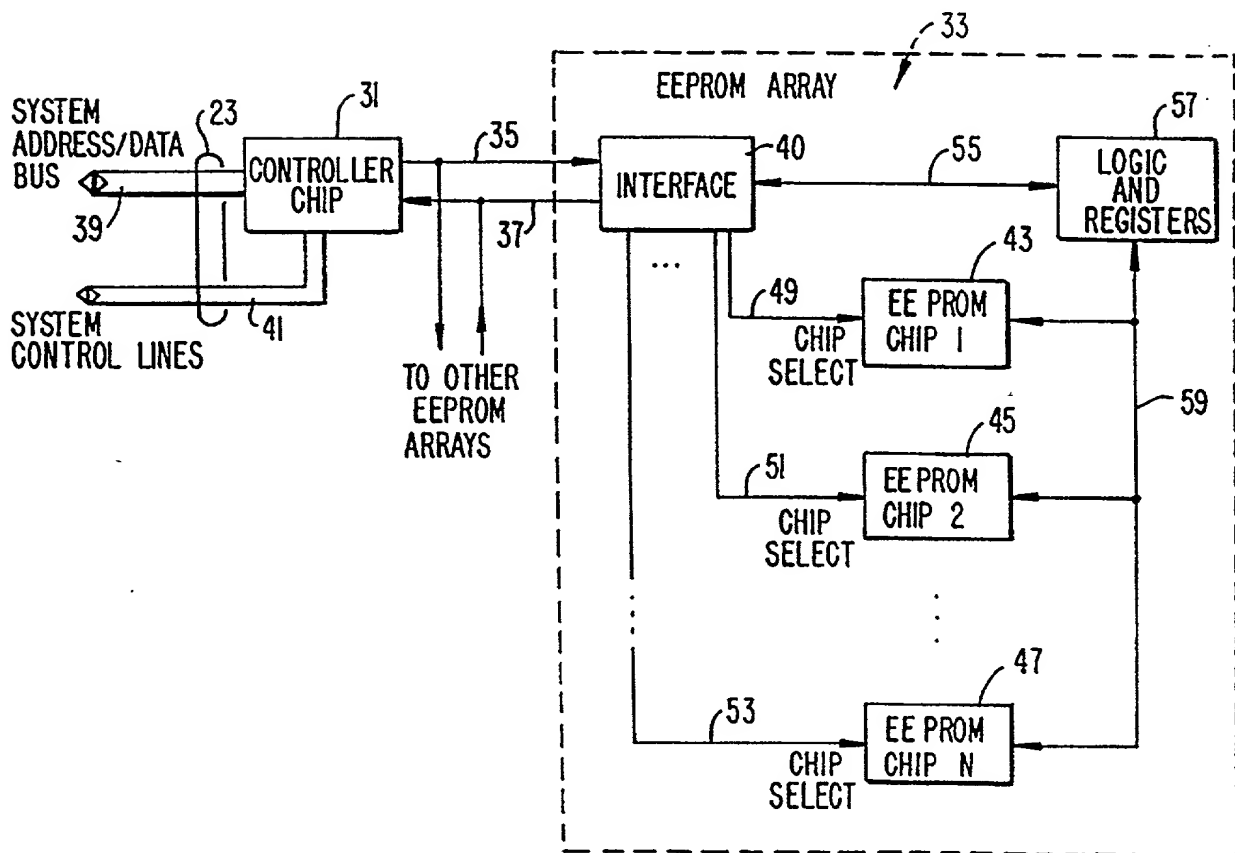 33
EEPROM ARRAY
SYSTEM
ADDRESS/DATA
BUS
23
31
CONTROLLER
CHIP
35
37
39
41
SYSTEM
CONTROL LINES
TO OTHER
EEPROM
ARRAYS
40
INTERFACE
55
57
LOGIC
AND
REGISTERS
...
49
CHIP
SELECT
43
EE PROM
CHIP 1
59
51
CHIP
SELECT
45
EE PROM
CHIP 2
53
CHIP
SELECT
47
EE PROM
CHIP N